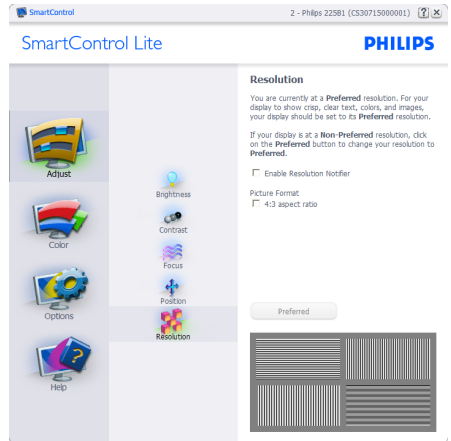 SmartControl
2 - Philips 225B1 (CS30715000001)
?
SmartControl Lite
PHILIPS
Adjust
Color
Options
?
Help
Brightness
Contrast
Focus
Position
Resolution
Resolution
You are currently at a Preferred resolution. For your
display to show crisp, clear text, colors, and images,
your display should be set to its Preferred resolution.
If your display is at a Non-Preferred resolution, click
on the Preferred button to change your resolution to
Preferred.
Enable Resolution Notifier
Picture Format
4:3 aspect ratio
Preferred